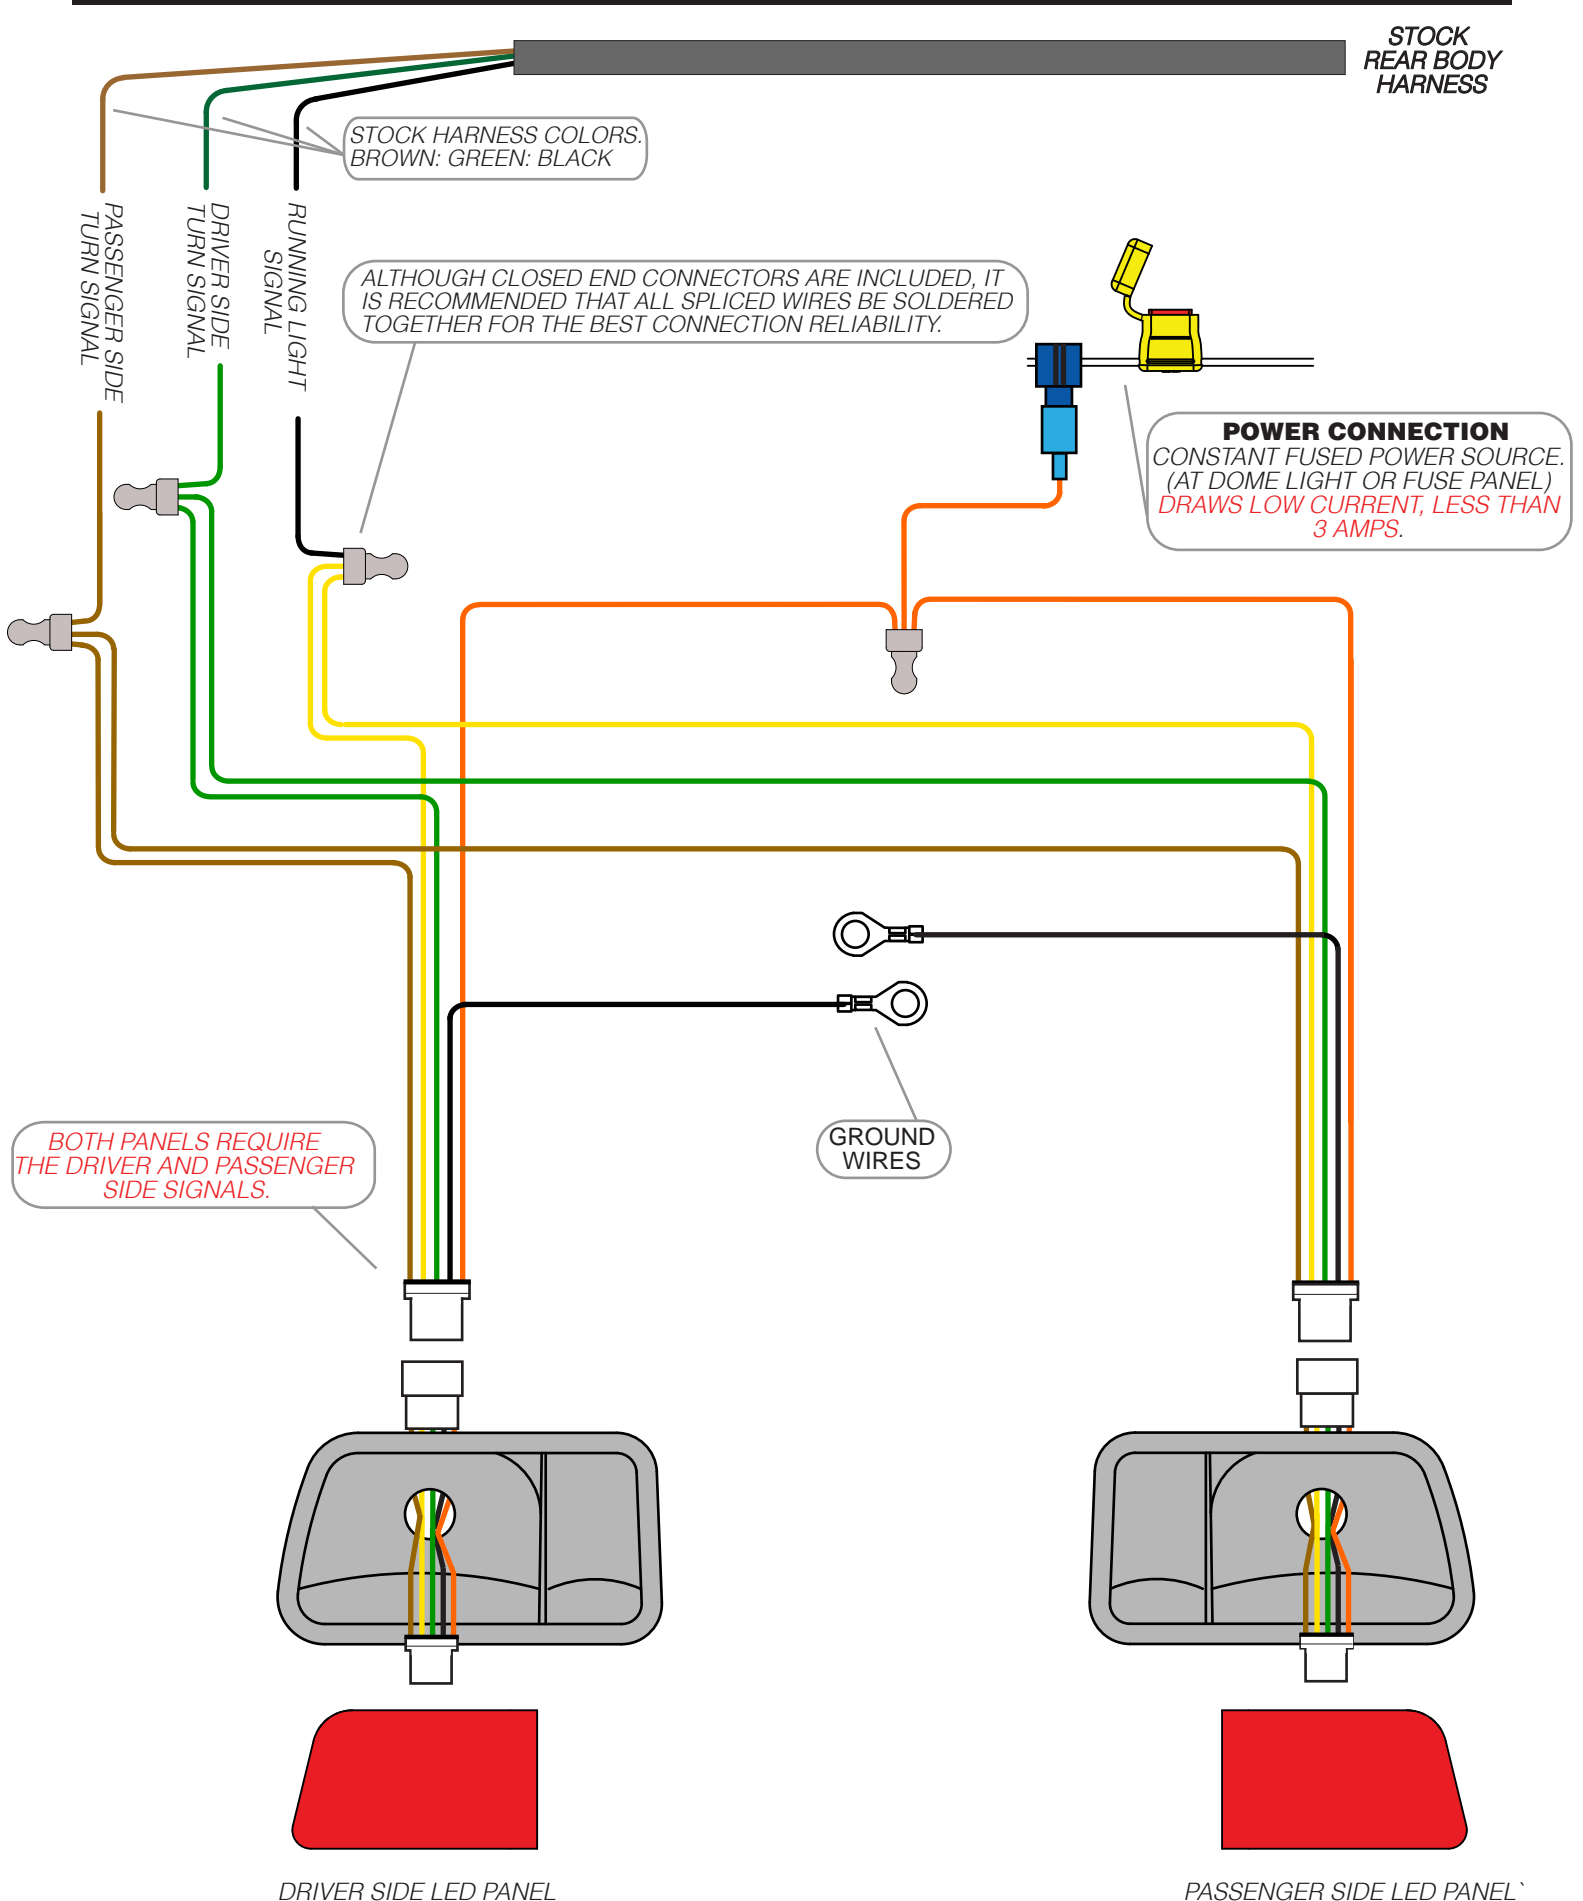 STOCK
REAR BODY
HARNESS
STOCK HARNESS COLORS.
BROWN: GREEN: BLACK
PASSENGER SIDE
TURN SIGNAL
DRIVER SIDE
TURN SIGNAL
RUNNING LIGHT
SIGNAL
ALTHOUGH CLOSED END CONNECTORS ARE INCLUDED, IT
IS RECOMMENDED THAT ALL SPLICED WIRES BE SOLDERED
TOGETHER FOR THE BEST CONNECTION RELIABILITY.
POWER CONNECTION
CONSTANT FUSED POWER SOURCE.
(AT DOME LIGHT OR FUSE PANEL)
DRAWS LOW CURRENT, LESS THAN
3 AMPS.
GROUND
WIRES
BOTH PANELS REQUIRE
THE DRIVER AND PASSENGER
SIDE SIGNALS.
DRIVER SIDE LED PANEL
PASSENGER SIDE LED PANEL`